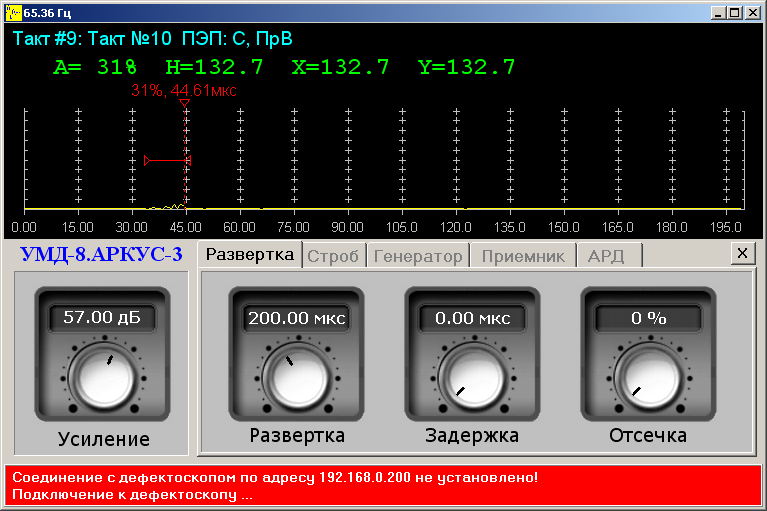 65.36 Гц
Такт #9: Такт №10 ПЭП: С, ПрВ
A= 31% H=132.7 X=132.7 Y=132.7
31%, 44.61мкс
0.00 15.00 30.00 45.00 60.00 75.00 90.00 105.0 120.0 135.0 150.0 165.0 180.0 195.0
УМД-8.АРКУС-3 Развертка Строб Генератор Приемник АРД X
57.00 дБ 200.00 мкс 0.00 мкс 0 %
Усиление Развертка Задержка Отсечка
Соединение с дефектоскопом по адресу 192.168.0.200 не установлено!
Подключение к дефектоскопу ...